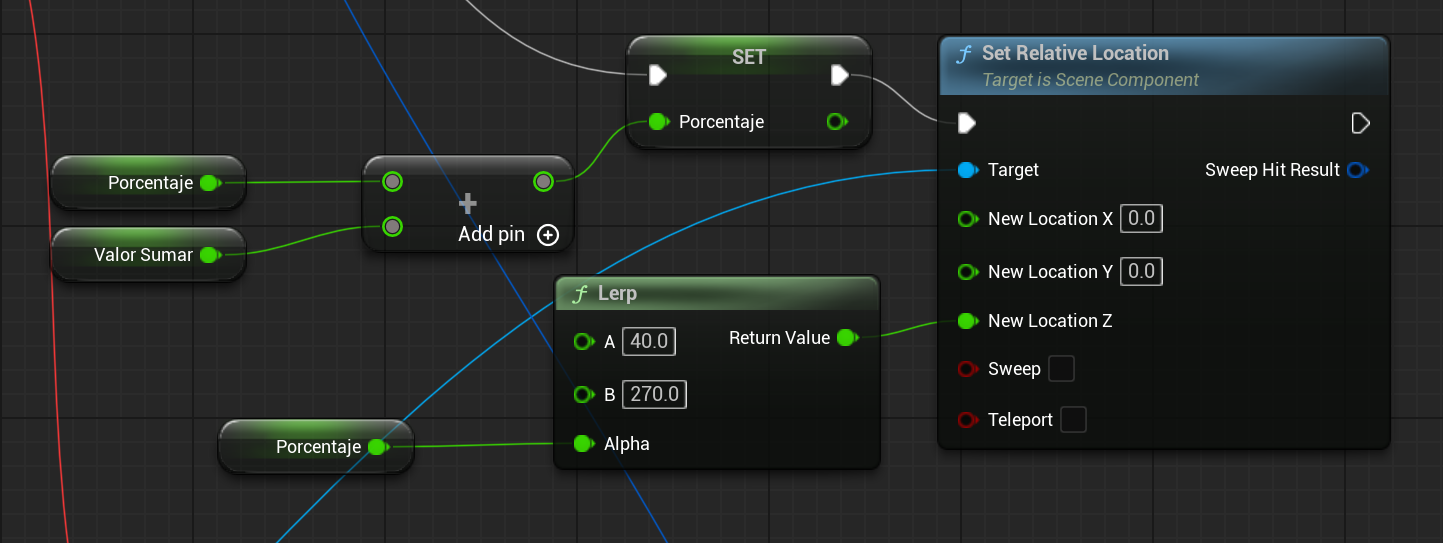 SET
Porcentaje
Porcentaje
Valor Sumar
+
Add pin
f Set Relative Location
Target is Scene Component
Target
Sweep Hit Result
New Location X 0.0
New Location Y 0.0
New Location Z
Sweep
Teleport
f Lerp
A 40.0
Return Value
B 270.0
Alpha
Porcentaje